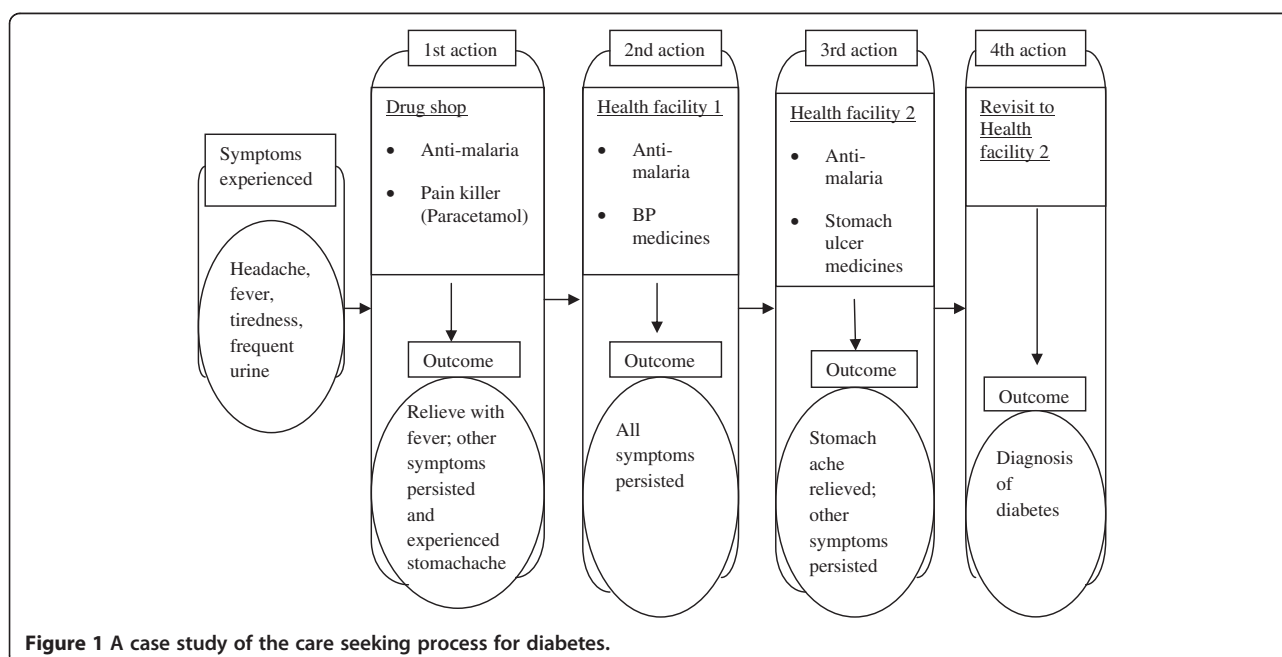 Symptoms
experienced
Headache,
fever,
tiredness,
frequent
urine
1st action
Drug shop
• Anti-malaria
• Pain killer
(Paracetamol)
Outcome
Relieve with
fever; other
symptoms
persisted
and
experienced
stomachache
2nd action
Health facility 1
• Anti-
malaria
• BP
medicines
Outcome
All
symptoms
persisted
3rd action
Health facility 2
• Anti-
malaria
• Stomach
ulcer
medicines
Outcome
Stomach
ache
relieved;
other
symptoms
persisted
4th action
Revisit to
Health
facility 2
Outcome
Diagnosis
of
diabetes
Figure 1 A case study of the care seeking process for diabetes.